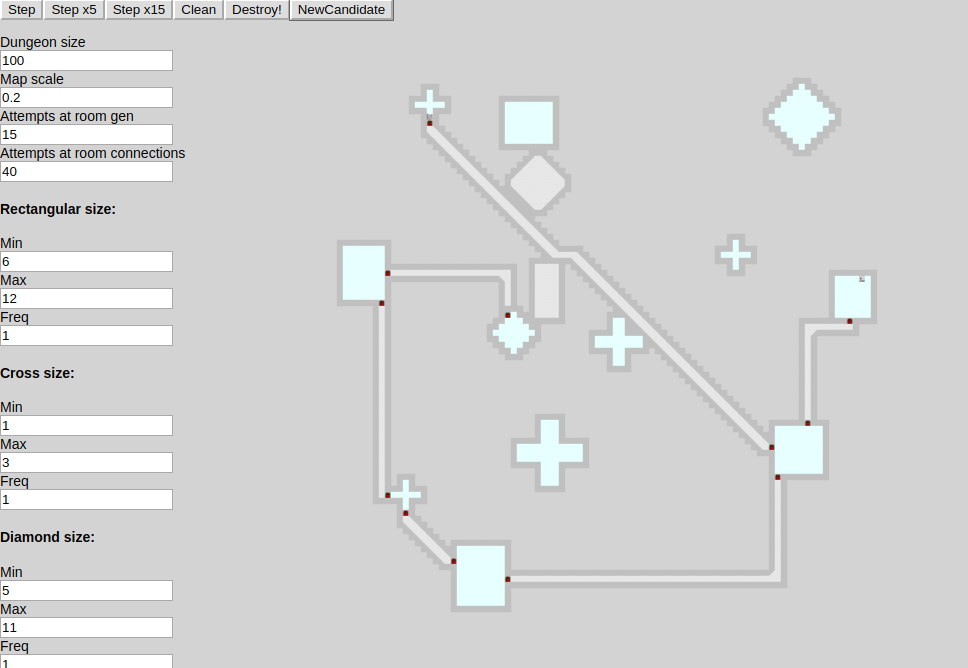 Step Step x5 Step x15 Clean Destroy! NewCandidate
Dungeon size
100
Map scale
0.2
Attempts at room gen
15
Attempts at room connections
40
Rectangular size:
Min
6
Max
12
Freq
1
Cross size:
Min
1
Max
3
Freq
1
Diamond size:
Min
5
Max
11
Freq
1